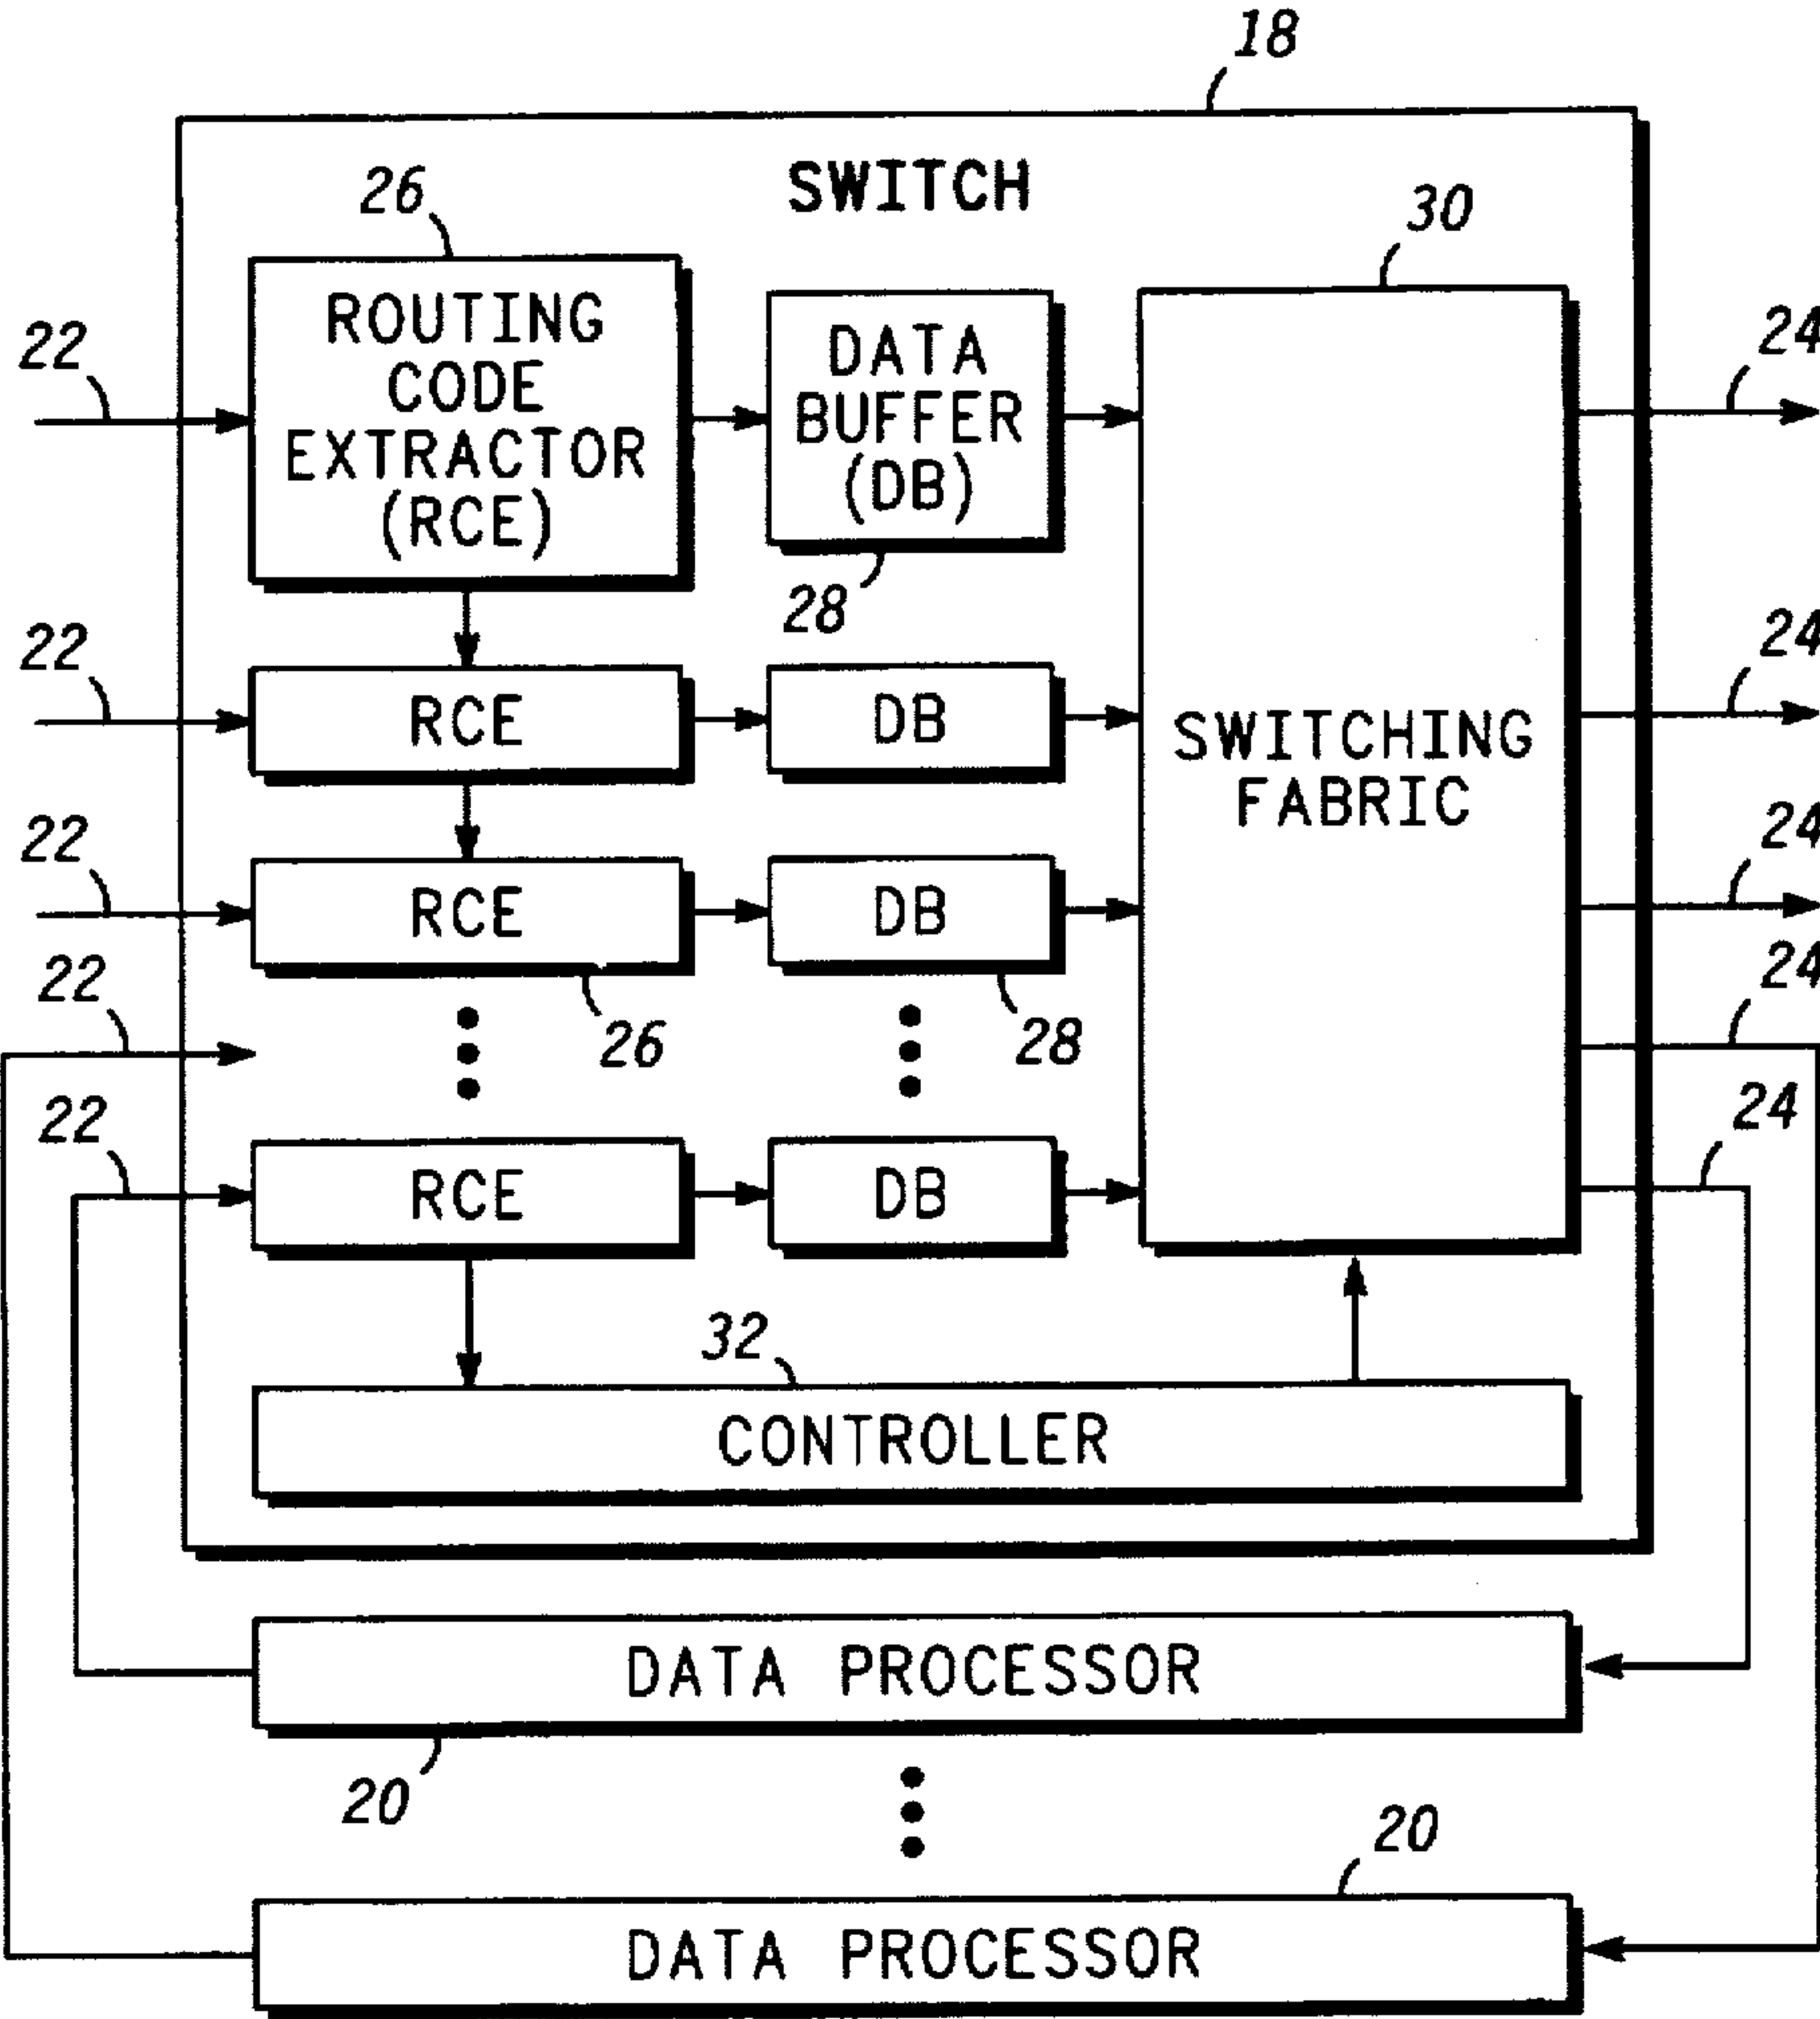 18
SWITCH
26
30
ROUTING
CODE
EXTRACTOR
(RCE)
DATA
BUFFER
(DB)
22
24
28
22
24
RCE
DB
SWITCHING
FABRIC
22
24
RCE
DB
22
24
26
28
22
24
RCE
DB
32
CONTROLLER
DATA PROCESSOR
20
20
DATA PROCESSOR